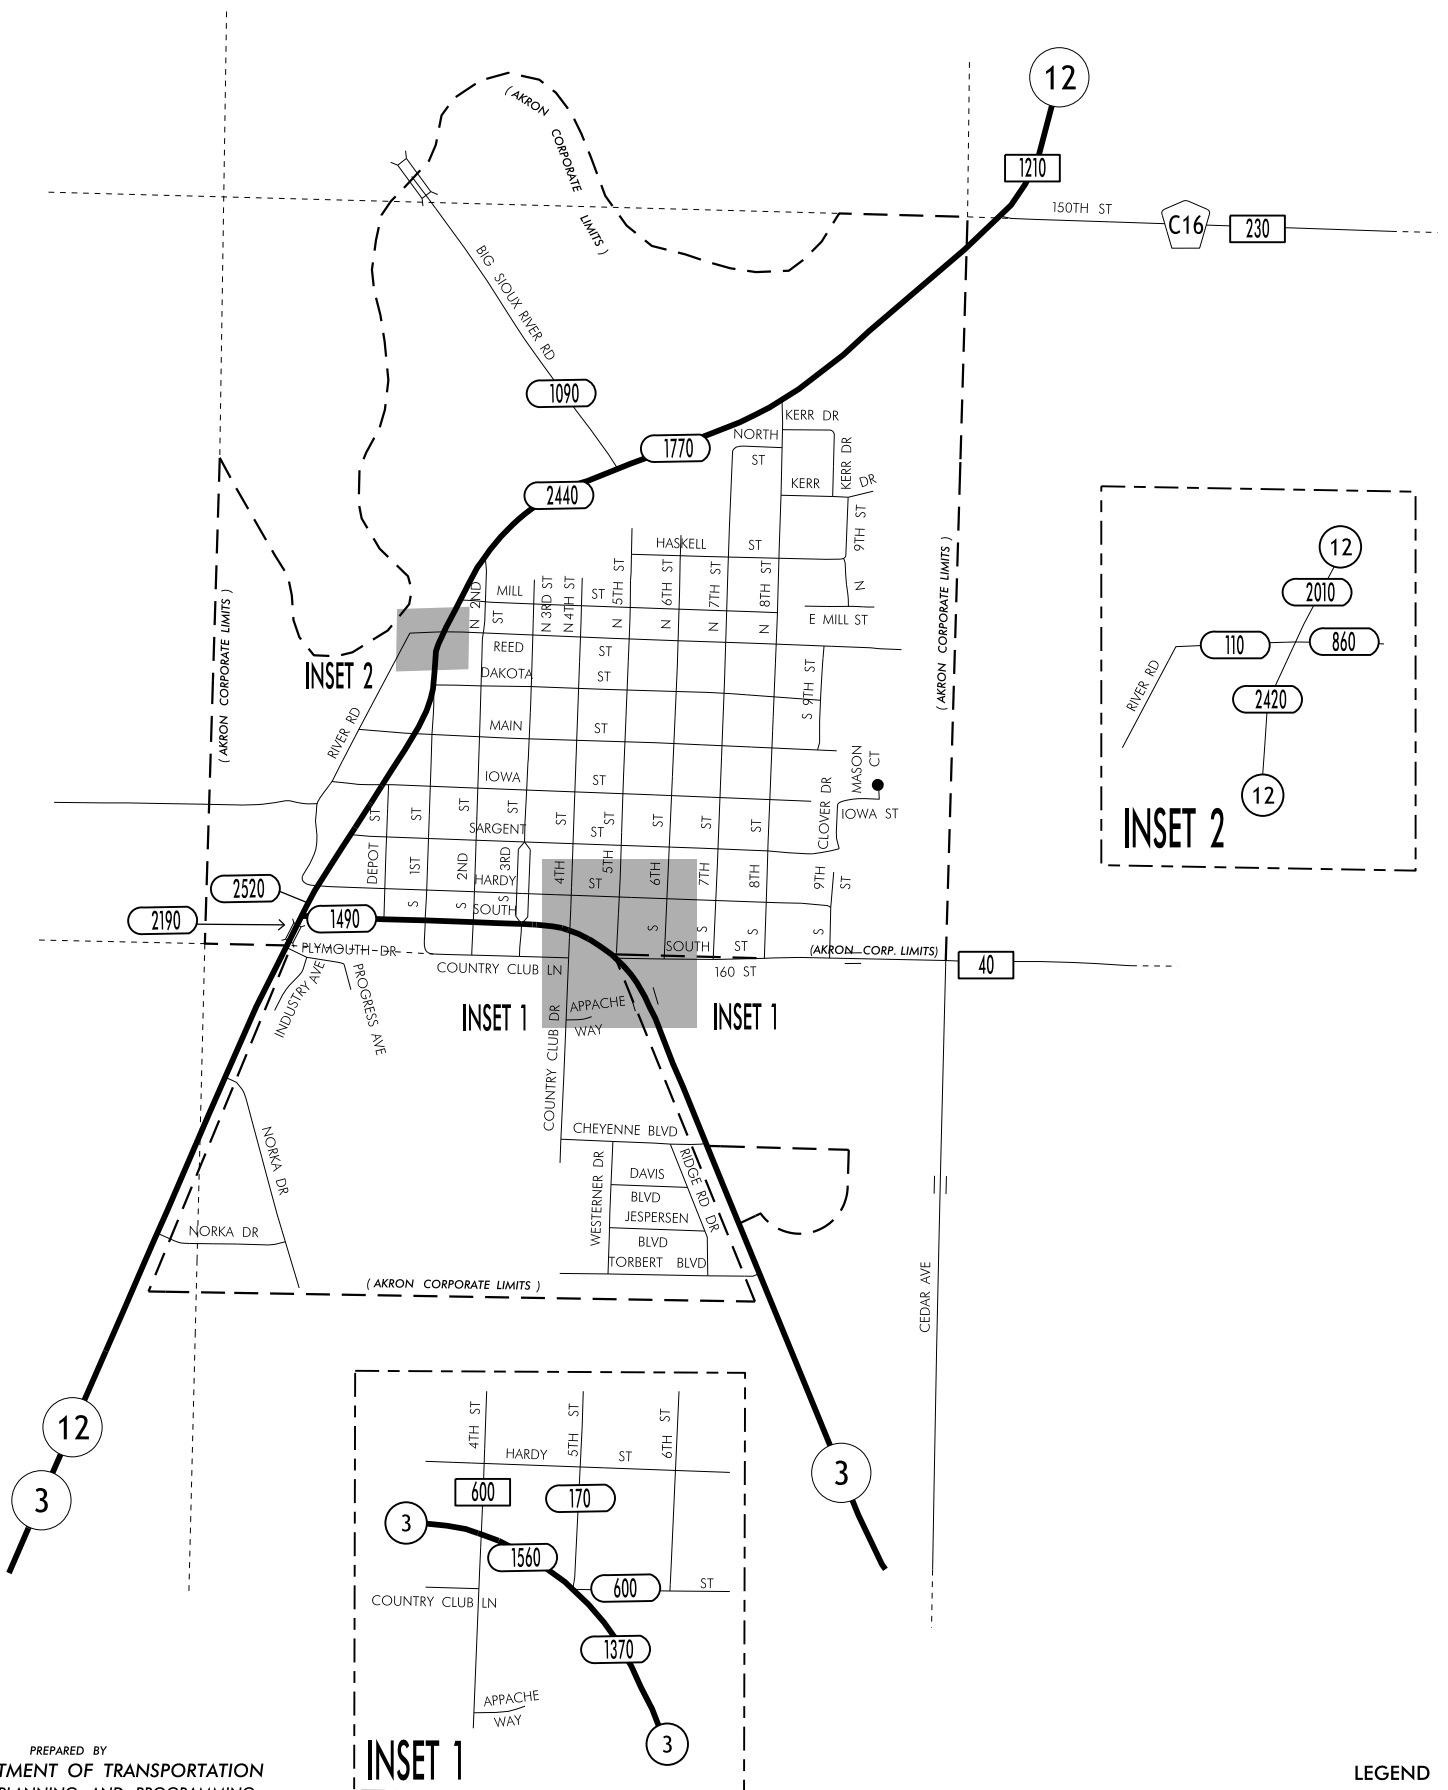 12
( AKRON CORPORATE LIMITS )
1210
150TH ST
C16
230
BIG SIOUX RIVER RD
1090
1770
2440
KERR DR
NORTH ST
KERR DR
KERR DR
9TH ST N
HASKELL ST
( AKRON CORPORATE LIMITS )
N 2ND ST
MILL ST
N 3RD ST
N 4TH ST
N 5TH ST
N 6TH ST
N 7TH ST
N 8TH ST
E MILL ST
( AKRON CORPORATE LIMITS )
INSET 2
REED ST
DAKOTA ST
S 9TH ST
RIVER RD
MAIN ST
IOWA ST
MASON CT
CLOVER DR
IOWA ST
SARGENT ST
DEPOT ST
S 1ST ST
S 2ND ST
S 3RD ST
4TH ST
5TH ST
S 6TH ST
S 7TH ST
S 8TH ST
S 9TH ST
HARDY ST
2520
2190
1490
SOUTH
SOUTH ST
(AKRON CORP. LIMITS)
PLYMOUTH DR
COUNTRY CLUB LN
160 ST
40
INDUSTRY AVE
PROGRESS AVE
INSET 1
INSET 1
APPACHE
WAY
COUNTRY CLUB DR
CHEYENNE BLVD
NORKA DR
NORKA DR
WESTERNER DR
DAVIS
BLVD
RIDGE RD DR
JESPERSEN
BLVD
TORBERT BLVD
( AKRON CORPORATE LIMITS )
CEDAR AVE
12
3
3
12
2010
110
860
RIVER RD
2420
12
INSET 2
4TH ST
5TH ST
6TH ST
HARDY ST
600
170
3
1560
600
ST
COUNTRY CLUB LN
1370
APPACHE
WAY
3
INSET 1
PREPARED BY
TMENT OF TRANSPORTATION
PLANNING AND PROGRAMMING
LEGEND